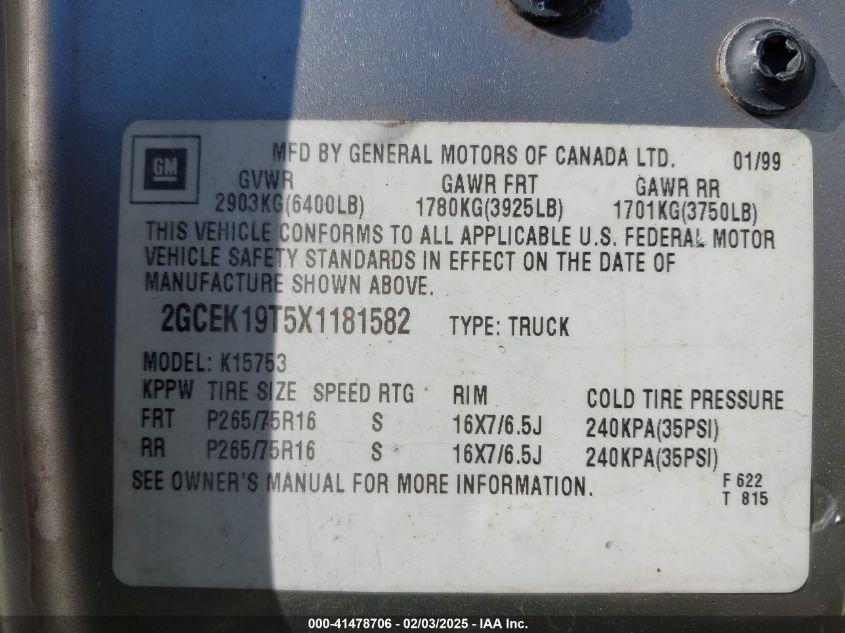 GM
MFD BY GENERAL MOTORS OF CANADA LTD. 01/99
GVWR GAWR FRT GAWR RR
2903KG(6400LB) 1780KG(3925LB) 1701KG(3750LB)
THIS VEHICLE CONFORMS TO ALL APPLICABLE U.S. FEDERAL MOTOR
VEHICLE SAFETY STANDARDS IN EFFECT ON THE DATE OF
MANUFACTURE SHOWN ABOVE.
2GCEK19T5X1181582 TYPE: TRUCK
MODEL: K15753
KPPW TIRE SIZE SPEED RTG RIM COLD TIRE PRESSURE
FRT P265/75R16 S 16X7/6.5J 240KPA(35PSI)
RR P265/75R16 S 16X7/6.5J 240KPA(35PSI)
SEE OWNER'S MANUAL FOR MORE INFORMATION. F 622
T 815
000-41478706 - 02/03/2025 - IAA Inc.